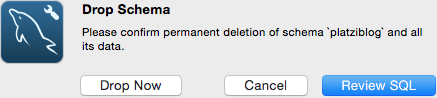 Drop Schema
Please confirm permanent deletion of schema `platziblog` and all
its data.
Drop Now
Cancel
Review SQL